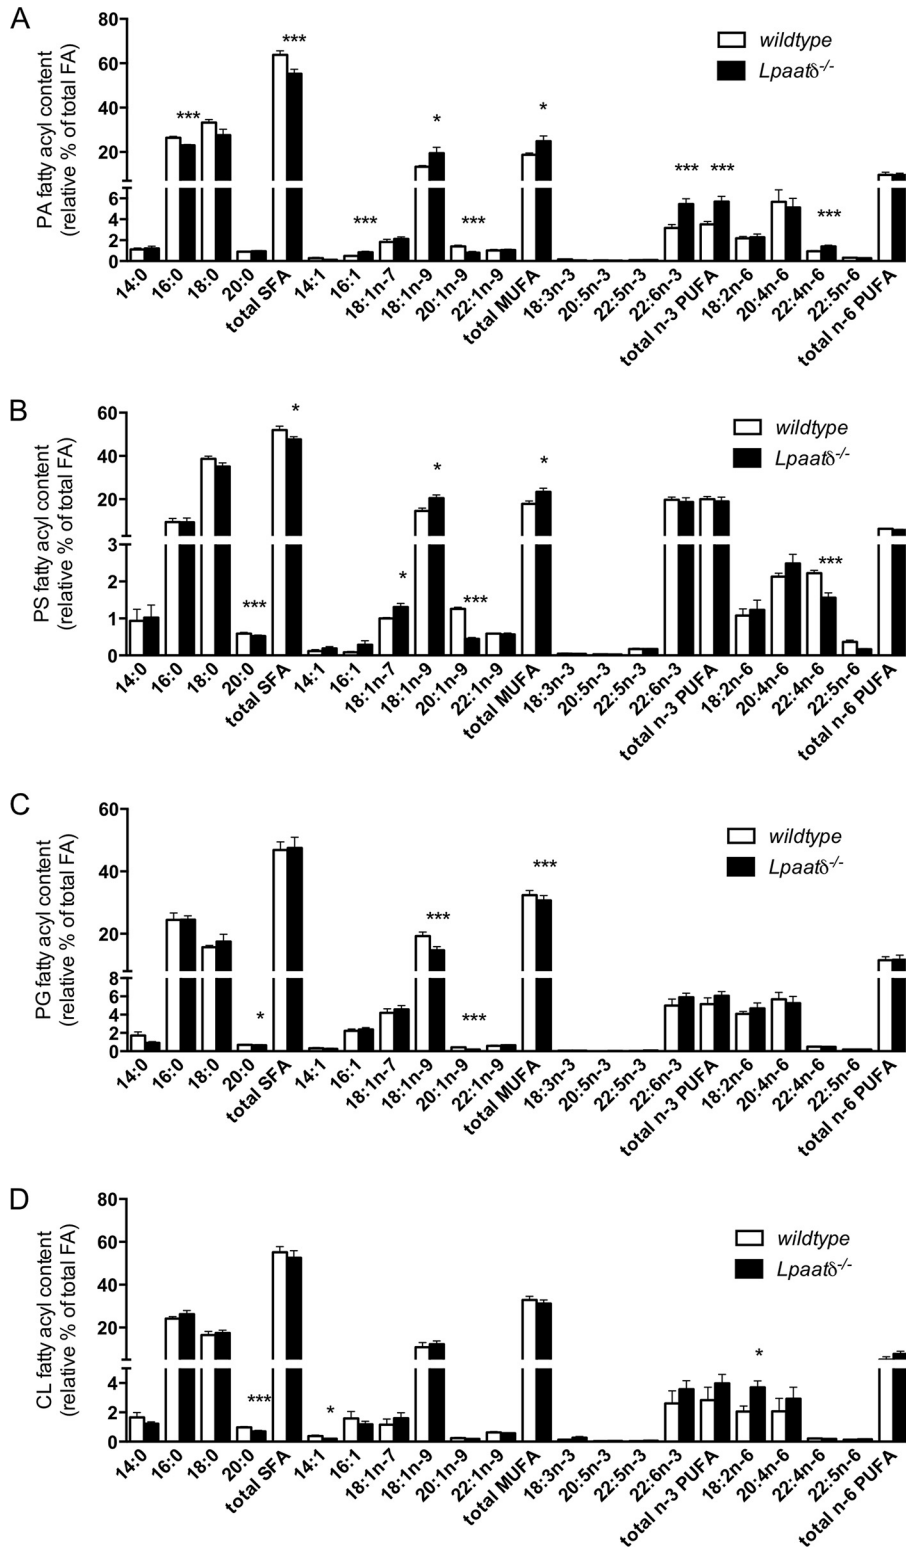 A
PA fatty acyl content
(relative % of total FA)
80
60
40
20
6
4
2
0
***
***
***
*
***
*
***
***
***
wildtype
Lpaatδ-/-
14:0
16:0
18:0
20:0
total SFA
14:1
16:1
18:1n-7
18:1n-9
20:1n-9
22:1n-9
total MUFA
18:3n-3
20:5n-3
22:5n-3
22:6n-3
total n-3 PUFA
18:2n-6
20:4n-6
22:4n-6
22:5n-6
total n-6 PUFA
B
PS fatty acyl content
(relative % of total FA)
60
40
20
3
2
1
0
***
*
*
*
***
*
***
wildtype
Lpaatδ-/-
14:0
16:0
18:0
20:0
total SFA
14:1
16:1
18:1n-7
18:1n-9
20:1n-9
22:1n-9
total MUFA
18:3n-3
20:5n-3
22:5n-3
22:6n-3
total n-3 PUFA
18:2n-6
20:4n-6
22:4n-6
22:5n-6
total n-6 PUFA
C
PG fatty acyl content
(relative % of total FA)
60
40
20
8
6
4
2
0
*
***
***
***
wildtype
Lpaatδ-/-
14:0
16:0
18:0
20:0
total SFA
14:1
16:1
18:1n-7
18:1n-9
20:1n-9
22:1n-9
total MUFA
18:3n-3
20:5n-3
22:5n-3
22:6n-3
total n-3 PUFA
18:2n-6
20:4n-6
22:4n-6
22:5n-6
total n-6 PUFA
D
CL fatty acyl content
(relative % of total FA)
80
60
40
20
4
2
0
***
*
*
wildtype
Lpaatδ-/-
14:0
16:0
18:0
20:0
total SFA
14:1
16:1
18:1n-7
18:1n-9
20:1n-9
22:1n-9
total MUFA
18:3n-3
20:5n-3
22:5n-3
22:6n-3
total n-3 PUFA
18:2n-6
20:4n-6
22:4n-6
22:5n-6
total n-6 PUFA